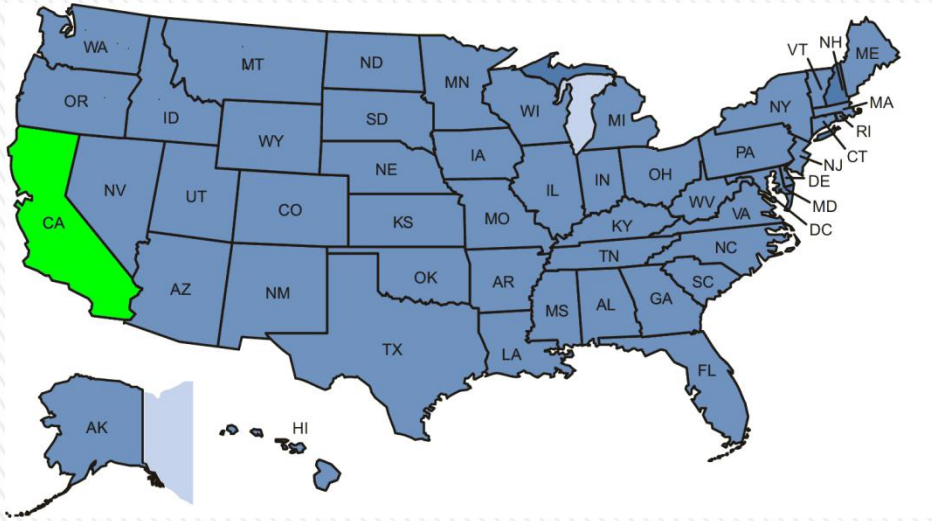 WA
MT
ND
MN
VT
NH
ME
OR
ID
WY
SD
WI
MI
NY
MA
RI
CT
NV
UT
CO
NE
IA
IL
IN
OH
PA
NJ
DE
MD
DC
CA
KS
MO
KY
WV
VA
AZ
NM
OK
AR
TN
NC
TX
LA
MS
AL
GA
SC
FL
AK
HI